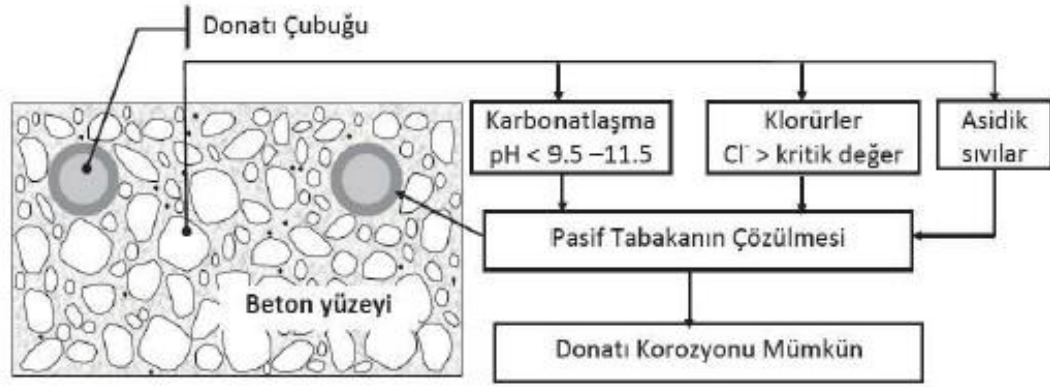 Donatı Çubuğu
Karbonatlaşma
pH < 9.5 –11.5
Klorürler
Cl⁻ > kritik değer
Asidik
sıvılar
Pasif Tabakanın Çözülmesi
Beton yüzeyi
Donatı Korozyonu Mümkün